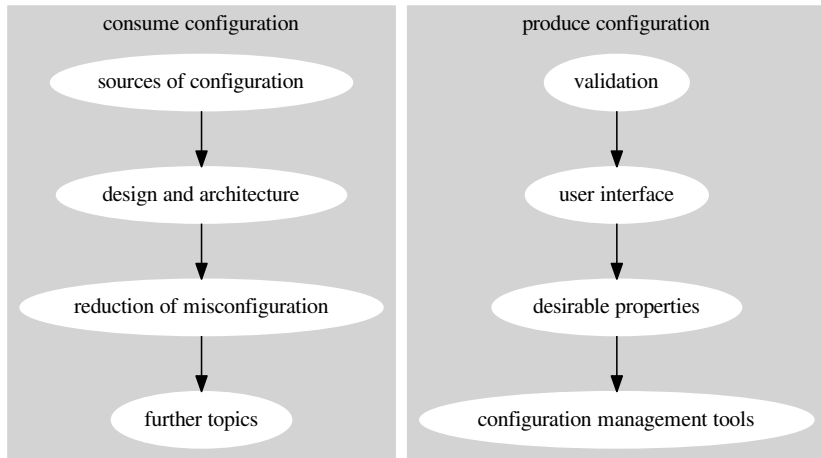 consume configuration
sources of configuration
design and architecture
reduction of misconfiguration
further topics
produce configuration
validation
user interface
desirable properties
configuration management tools